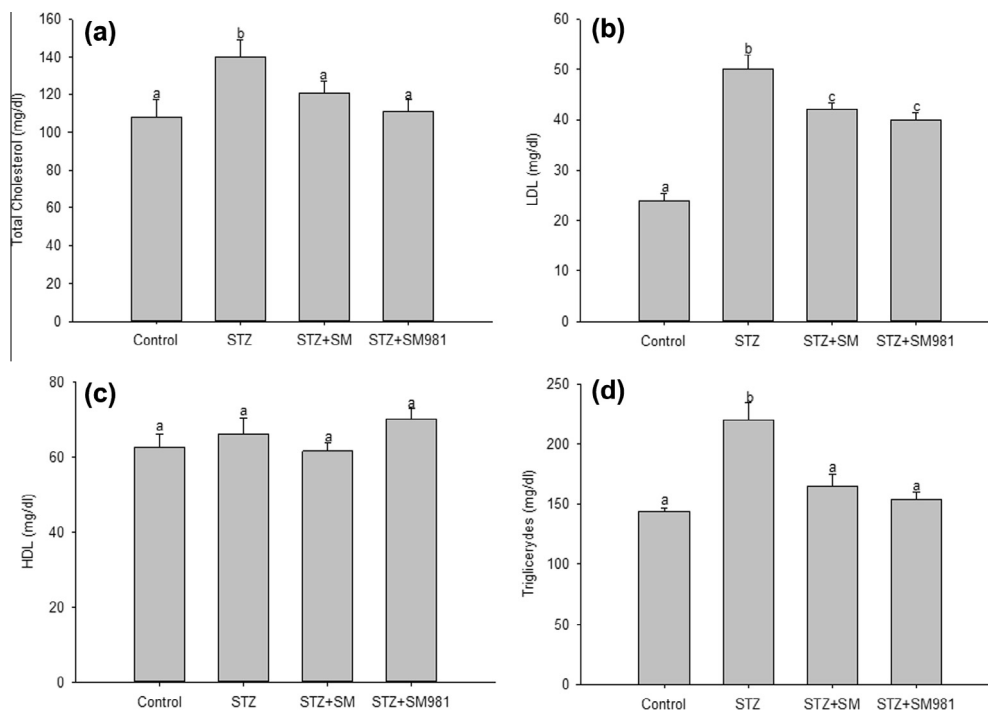 (a)
Total Cholesterol (mg/dl)
160
140
120
100
80
60
40
20
0
a
b
a
a
Control STZ STZ+SM STZ+SM981
(b)
LDL (mg/dl)
60
50
40
30
20
10
0
a
b
c
c
Control STZ STZ+SM STZ+SM981
(c)
HDL (mg/dl)
80
60
40
20
0
a
a
a
a
Control STZ STZ+SM STZ+SM981
(d)
Triglicerydes (mg/dl)
250
200
150
100
50
0
a
b
a
a
Control STZ STZ+SM STZ+SM981